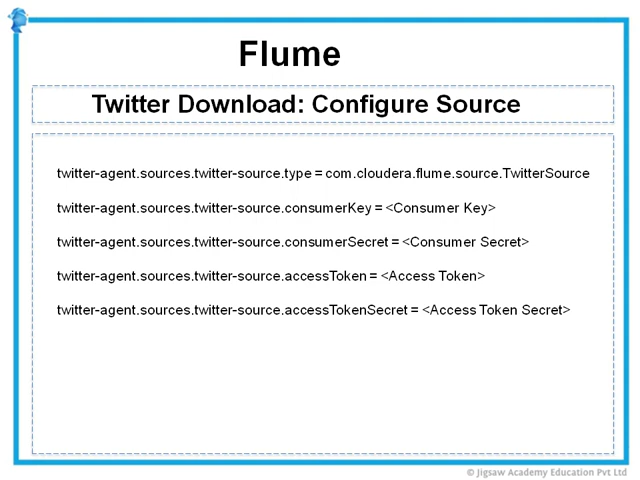 Flume
Twitter Download: Configure Source
twitter-agent.sources.twitter-source.type = com.cloudera.flume.source.TwitterSource
twitter-agent.sources.twitter-source.consumerKey = <Consumer Key>
twitter-agent.sources.twitter-source.consumerSecret = <Consumer Secret>
twitter-agent.sources.twitter-source.accessToken = <Access Token>
twitter-agent.sources.twitter-source.accessTokenSecret = <Access Token Secret>
© Jigsaw Academy Education Pvt Ltd